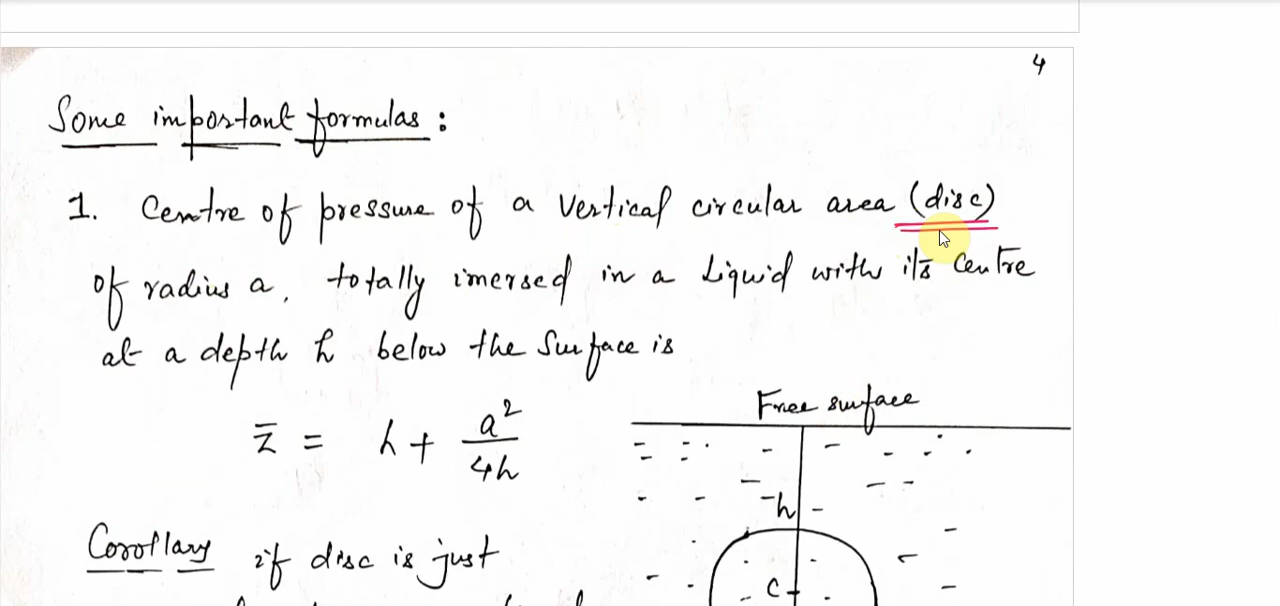 4
Some important formulas :
1. Centre of pressure of a vertical circular area (disc)
of radius a, totally imersed in a liquid with its centre
at a depth h below the surface is
z̄ = h + a²/4h
Free surface
h
Corollary if disc is just
C